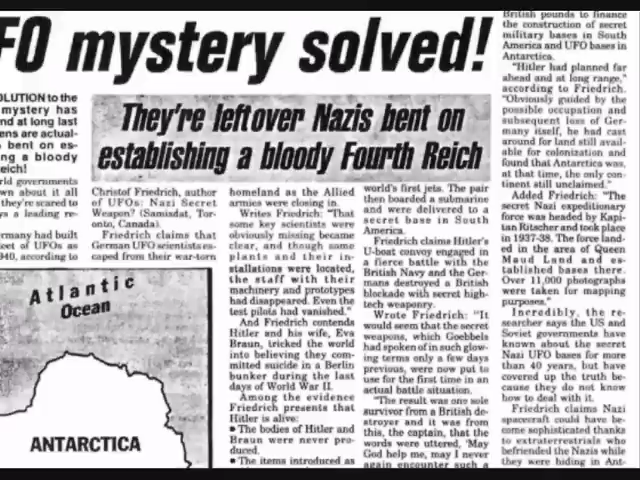 FO mystery solved!
They're leftover Nazis bent on
establishing a bloody Fourth Reich
OLUTION to the
mystery has
nd at long last
ens are actual-
bent on es-
ng a bloody
eich!
rld governments
wn about it all
they're scared to
ys a leading re-
rmany had built
eet of UFOs as
940, according to
Christof Friedrich, author
of UFOs: Nazi Secret
Weapon? (Samisdat, Tor-
onto, Canada).
Friedrich claims that
German UFO scientists es-
caped from their war-torn
homeland as the Allied
armies were closing in.
Writes Friedrich: "That
some key scientists were
obviously missing became
clear, and though some
plants and their in-
stallations were located,
the staff with their
machinery and prototypes
had disappeared. Even the
test pilots had vanished."
And Friedrich contends
Hitler and his wife, Eva
Braun, tricked the world
into believing they com-
mitted suicide in a Berlin
bunker during the last
days of World War II.
Among the evidence
Friedrich presents that
Hitler is alive:
■ The bodies of Hitler and
Braun were never pro-
duced.
■ The items introduced as
world's first jets. The pair
then boarded a submarine
and were delivered to a
secret base in South
America.
Friedrich claims Hitler's
U-boat convoy engaged in
a fierce battle with the
British Navy and the Ger-
mans destroyed a British
blockade with secret high-
tech weaponry.
Wrote Friedrich: "It
would seem that the secret
weapons, which Goebbels
had spoken of in such glow-
ing terms only a few days
previous, were now put to
use for the first time in an
actual battle situation.
"The result was one sole
survivor from a British de-
stroyer and it was from
this, the captain, that the
words were uttered, 'May
God help me, may I never
again encounter such a
British pounds to finance
the construction of secret
military bases in South
America and UFO bases in
Antarctica.
"Hitler had planned far
ahead and at long range,"
according to Friedrich.
"Obviously guided by the
possible occupation and
subsequent loss of Ger-
many itself, he had cast
around for land still avail-
able for colonization and
found that Antarctica was,
at that time, the only con-
tinent still unclaimed."
Added Friedrich: "The
secret Nazi expeditionary
force was headed by Kapi-
tan Ritscher and took place
in 1937-38. The force land-
ed in the area of Queen
Maud Land and es-
tablished bases there.
Over 11,000 photographs
were taken for mapping
purposes."
Incredibly, the re-
searcher says the US and
Soviet governments have
known about the secret
Nazi UFO bases for more
than 40 years, but have
covered up the truth be-
cause they do not know
how to deal with it.
Friedrich claims Nazi
spacecraft could have be-
come sophisticated thanks
to extraterrestrials who
befriended the Nazis while
they were hiding in Ant-
Atlantic
Ocean
ANTARCTICA